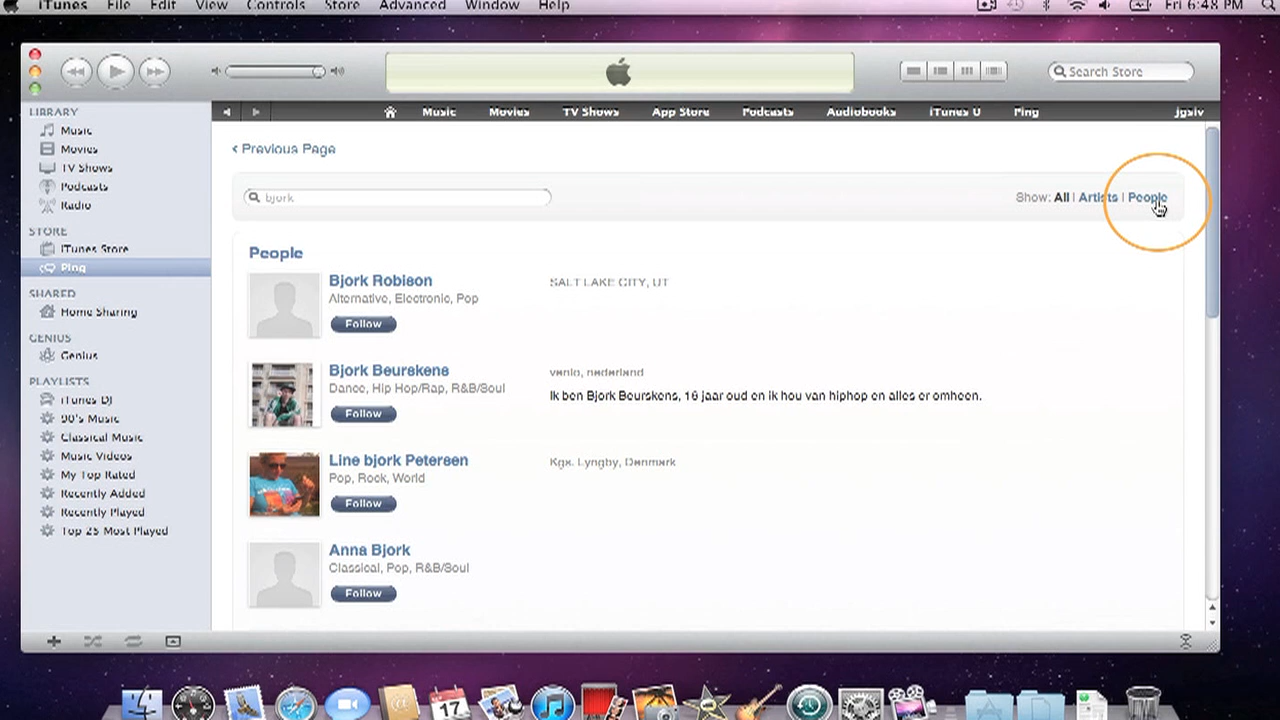 iTunes File Edit View Controls Store Advanced Window Help Fri 6:48 PM
Search Store
LIBRARY
Music
Movies
TV Shows
Podcasts
Radio
STORE
iTunes Store
Ping
SHARED
Home Sharing
GENIUS
Genius
PLAYLISTS
iTunes DJ
90's Music
Classical Music
Music Videos
My Top Rated
Recently Added
Recently Played
Top 25 Most Played
Music Movies TV Shows App Store Podcasts Audiobooks iTunes U Ping jgsiv
‹ Previous Page
bjork
Show: All | Artists | People
People
Bjork Robison
Alternative, Electronic, Pop
Follow
SALT LAKE CITY, UT
Bjork Beurskens
Dance, Hip Hop/Rap, R&B/Soul
Follow
venlo, nederland
Ik ben Bjork Beurskens, 16 jaar oud en ik hou van hiphop en alles er omheen.
Line bjork Petersen
Pop, Rock, World
Follow
Kgs. Lyngby, Danmark
Anna Bjork
Classical, Pop, R&B/Soul
Follow
17